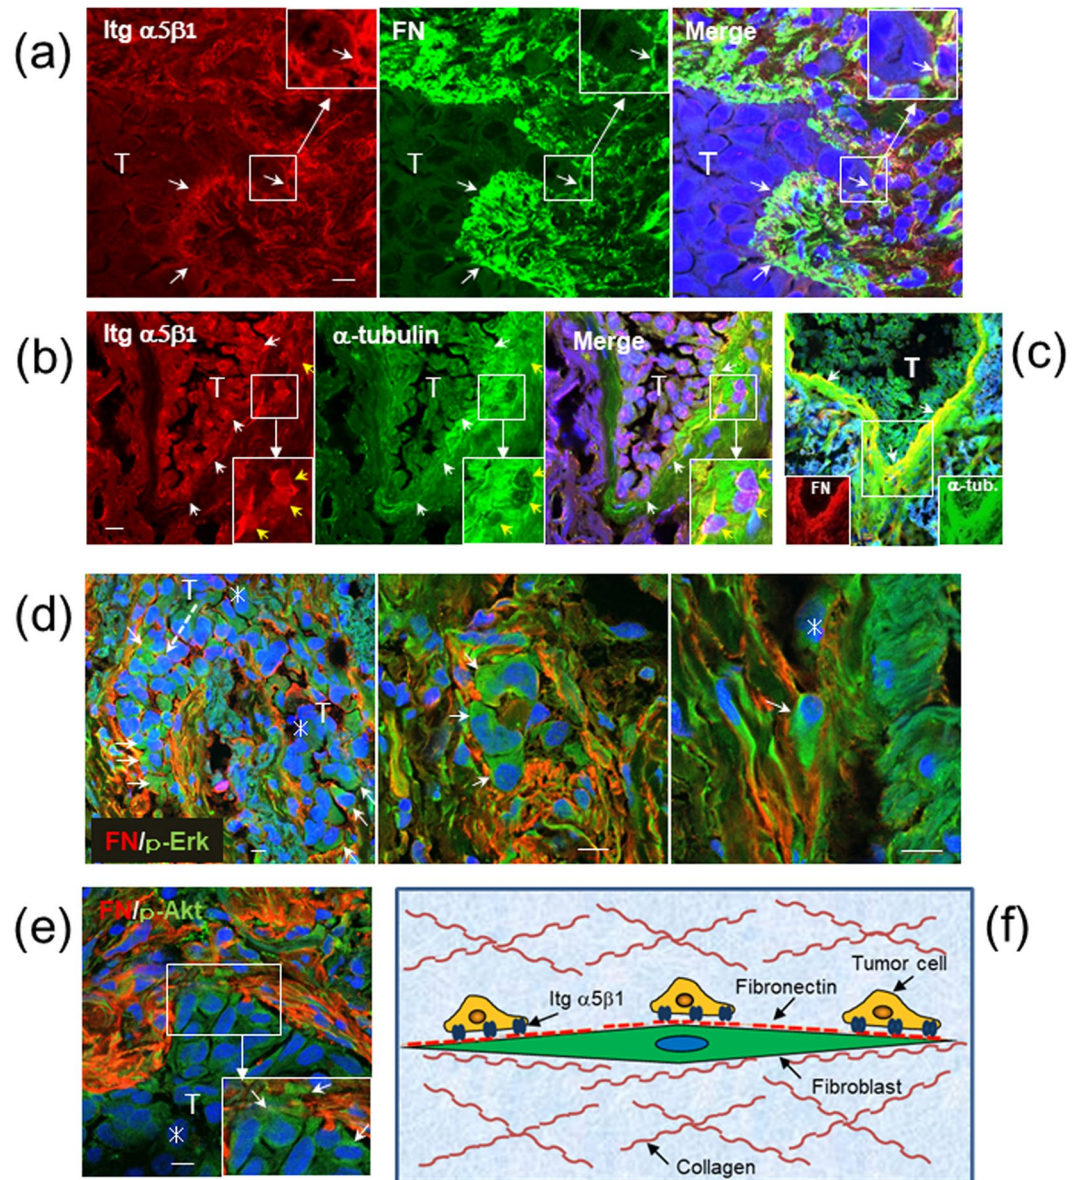 (a)
Itg α5β1
FN
Merge
T
T
T
(b)
Itg α5β1
α-tubulin
Merge
T
T
T
(c)
T
FN
α-tub.
(d)
T
T
FN/p-Erk
(e)
FN/p-Akt
T
(f)
Itg α5β1
Fibronectin
Tumor cell
Fibroblast
Collagen